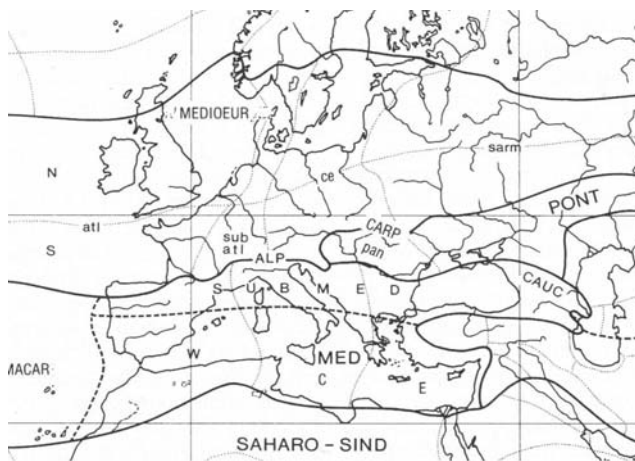 MEDIOEUR
sarm
N
ce
PONT
atl
CARP
sub
atl
pan
S
ALP
CAUC
S U B M E D
W
MED
MACAR
C
E
SAHARO – SIND